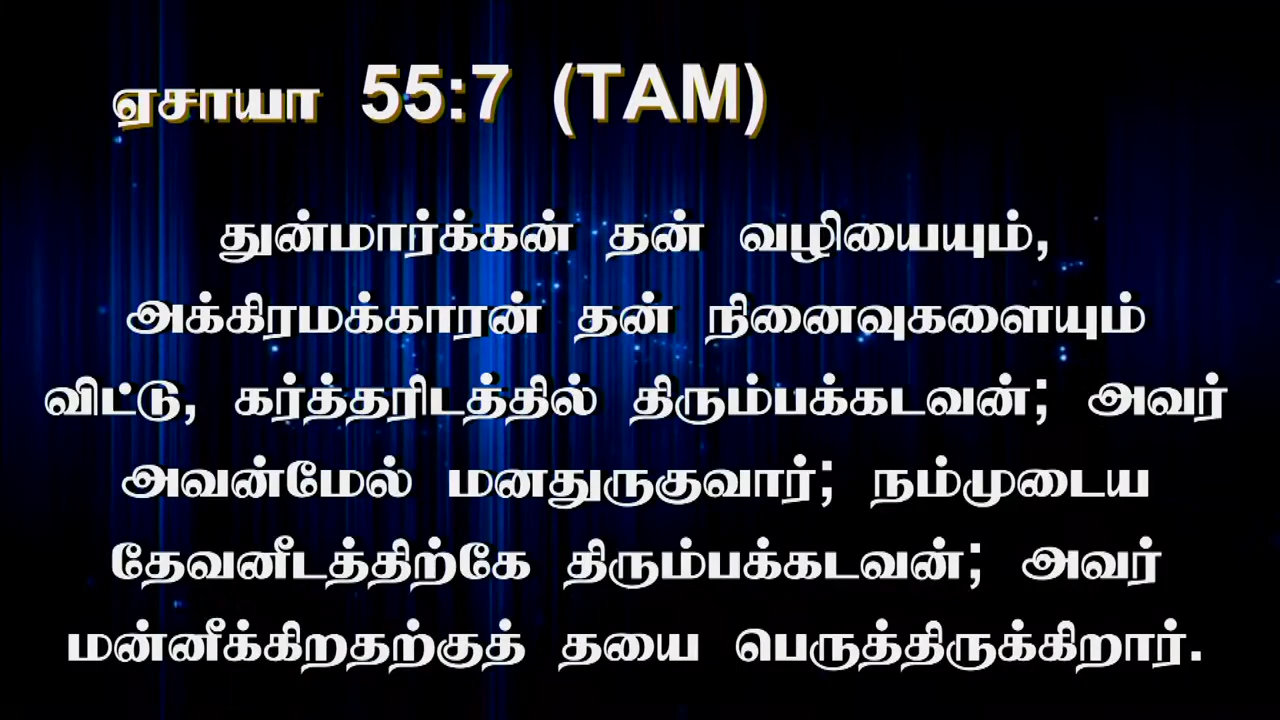 ஏசாயா 55:7 (TAM)
துன்மார்க்கன் தன் வழியையும்,
அக்கிரமக்காரன் தன் நினைவுகளையும்
விட்டு, கர்த்தரிடத்தில் திரும்பக்கடவன்; அவர்
அவன்மேல் மனதுருகுவார்; நம்முடைய
தேவனீடத்திற்கே திரும்பக்கடவன்; அவர்
மன்னீக்கிறதற்குத் தயை பெருத்திருக்கிறார்.